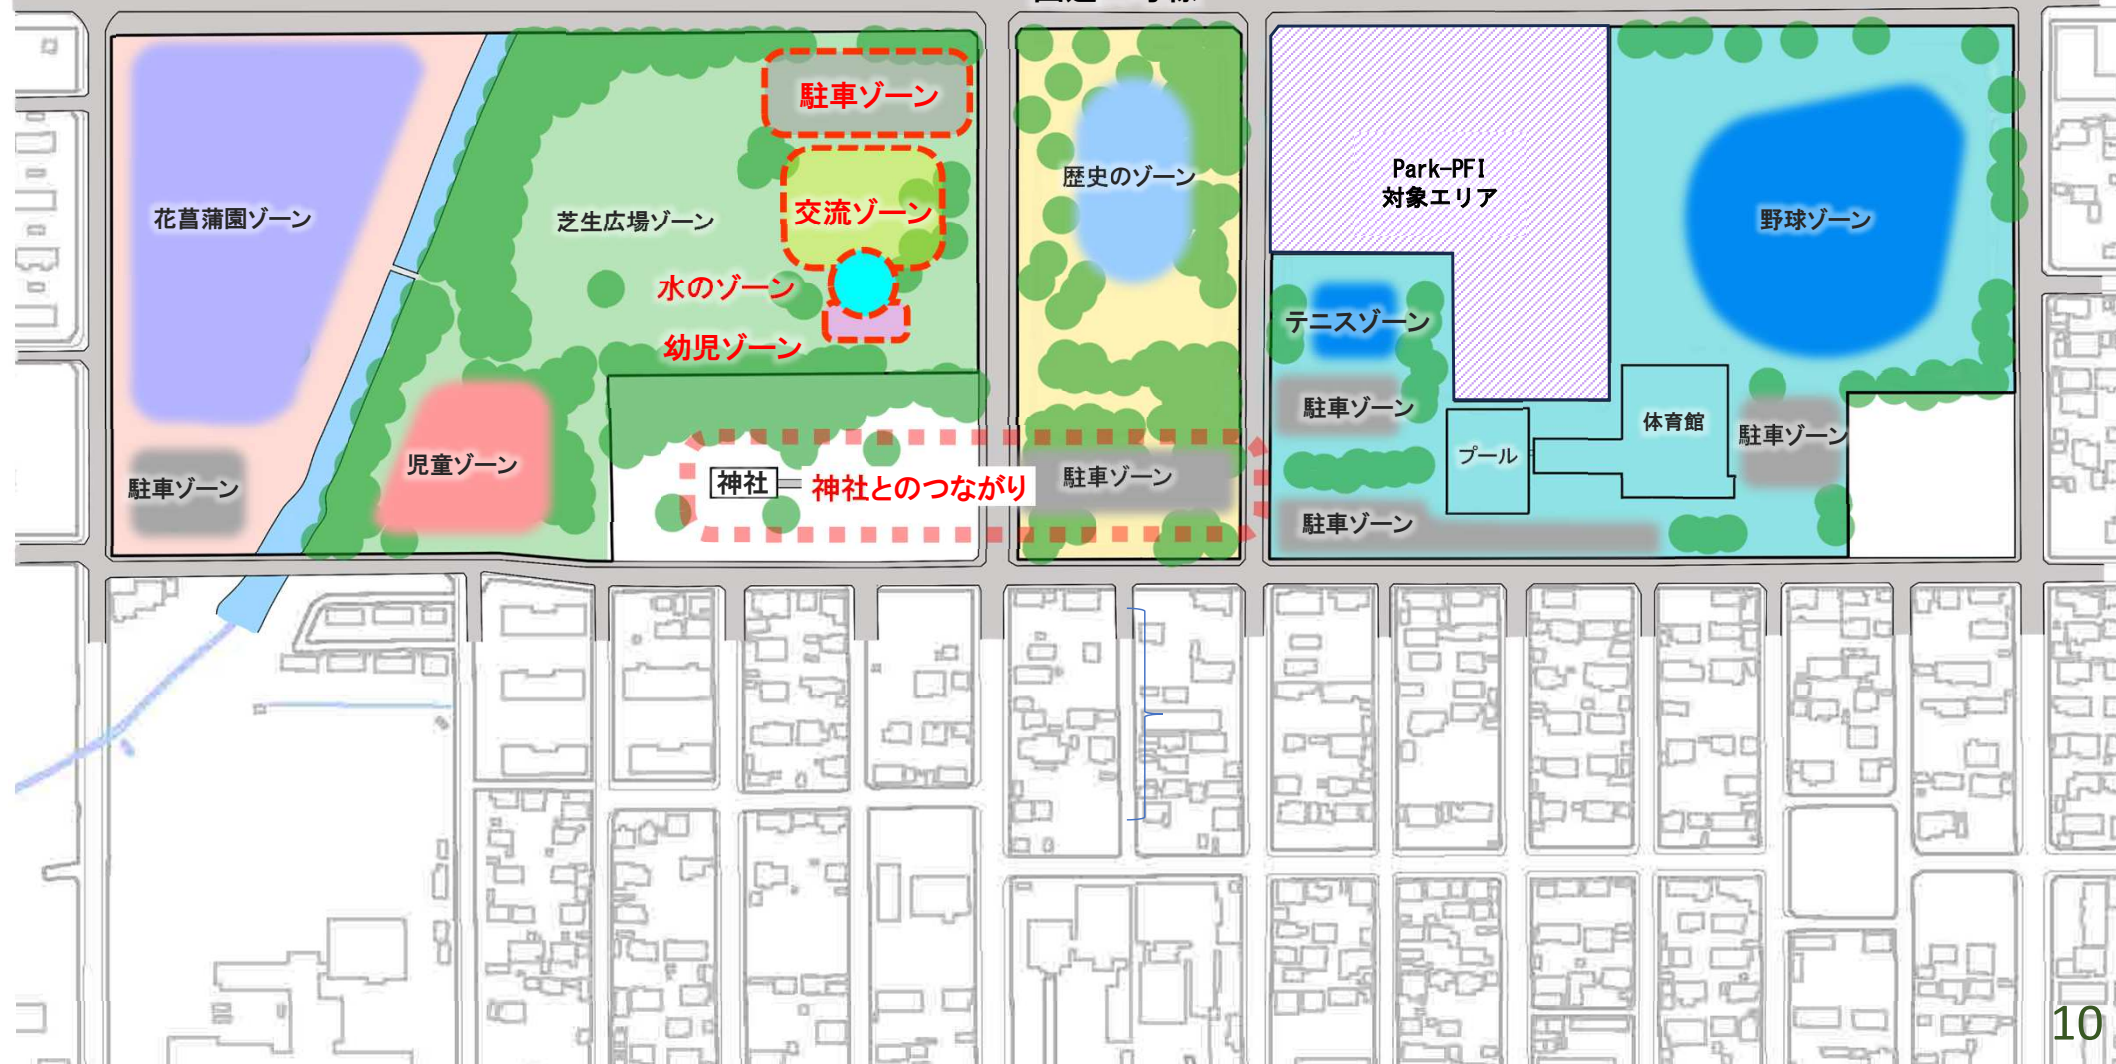 駐車ゾーン
Park-PFI
対象エリア
歴史のゾーン
花菖蒲園ゾーン
芝生広場ゾーン
交流ゾーン
野球ゾーン
水のゾーン
テニスゾーン
幼児ゾーン
駐車ゾーン
体育館
駐車ゾーン
児童ゾーン
プール
駐車ゾーン
神社
神社とのつながり
駐車ゾーン
駐車ゾーン
10